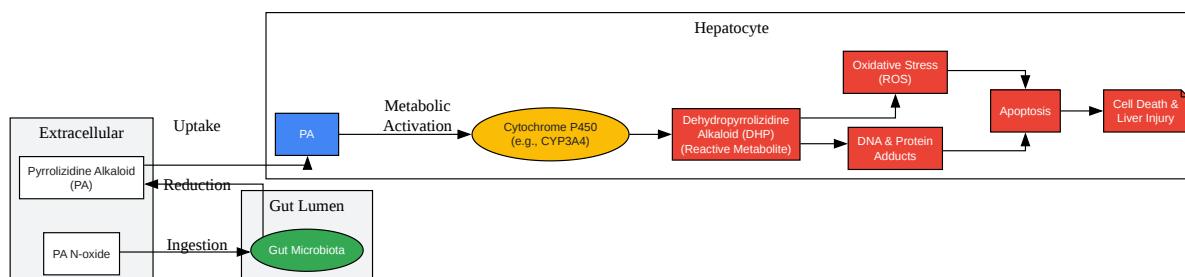 Hepatocyte
Oxidative Stress
(ROS)
Metabolic
Activation
PA
Cytochrome P450
(e.g., CYP3A4)
Dehydropyrrolizidine
Alkaloid (DHP)
(Reactive Metabolite)
DNA & Protein
Adducts
Apoptosis
Cell Death &
Liver Injury
Extracellular
Uptake
Pyrrolizidine Alkaloid
(PA)
Reduction
Gut Lumen
PA N-oxide
Ingestion
Gut Microbiota